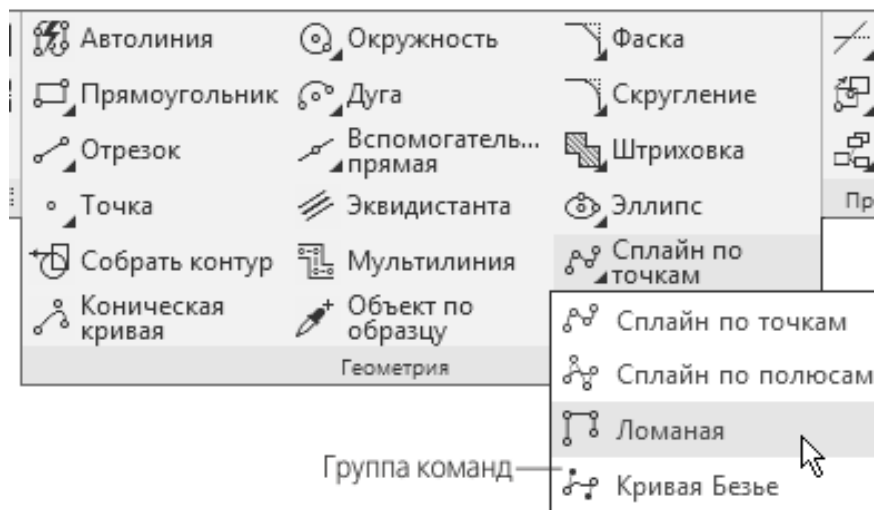 Автолиния
Окружность
Фаска
Прямоугольник
Дуга
Скругление
Отрезок
Вспомогатель...
прямая
Штриховка
Точка
Эквидистанта
Эллипс
Пр
Собрать контур
Мультилиния
Сплайн по
точкам
Коническая
кривая
Объект по
образцу
Геометрия
Сплайн по точкам
Сплайн по полюсам
Ломаная
Группа команд
Кривая Безье